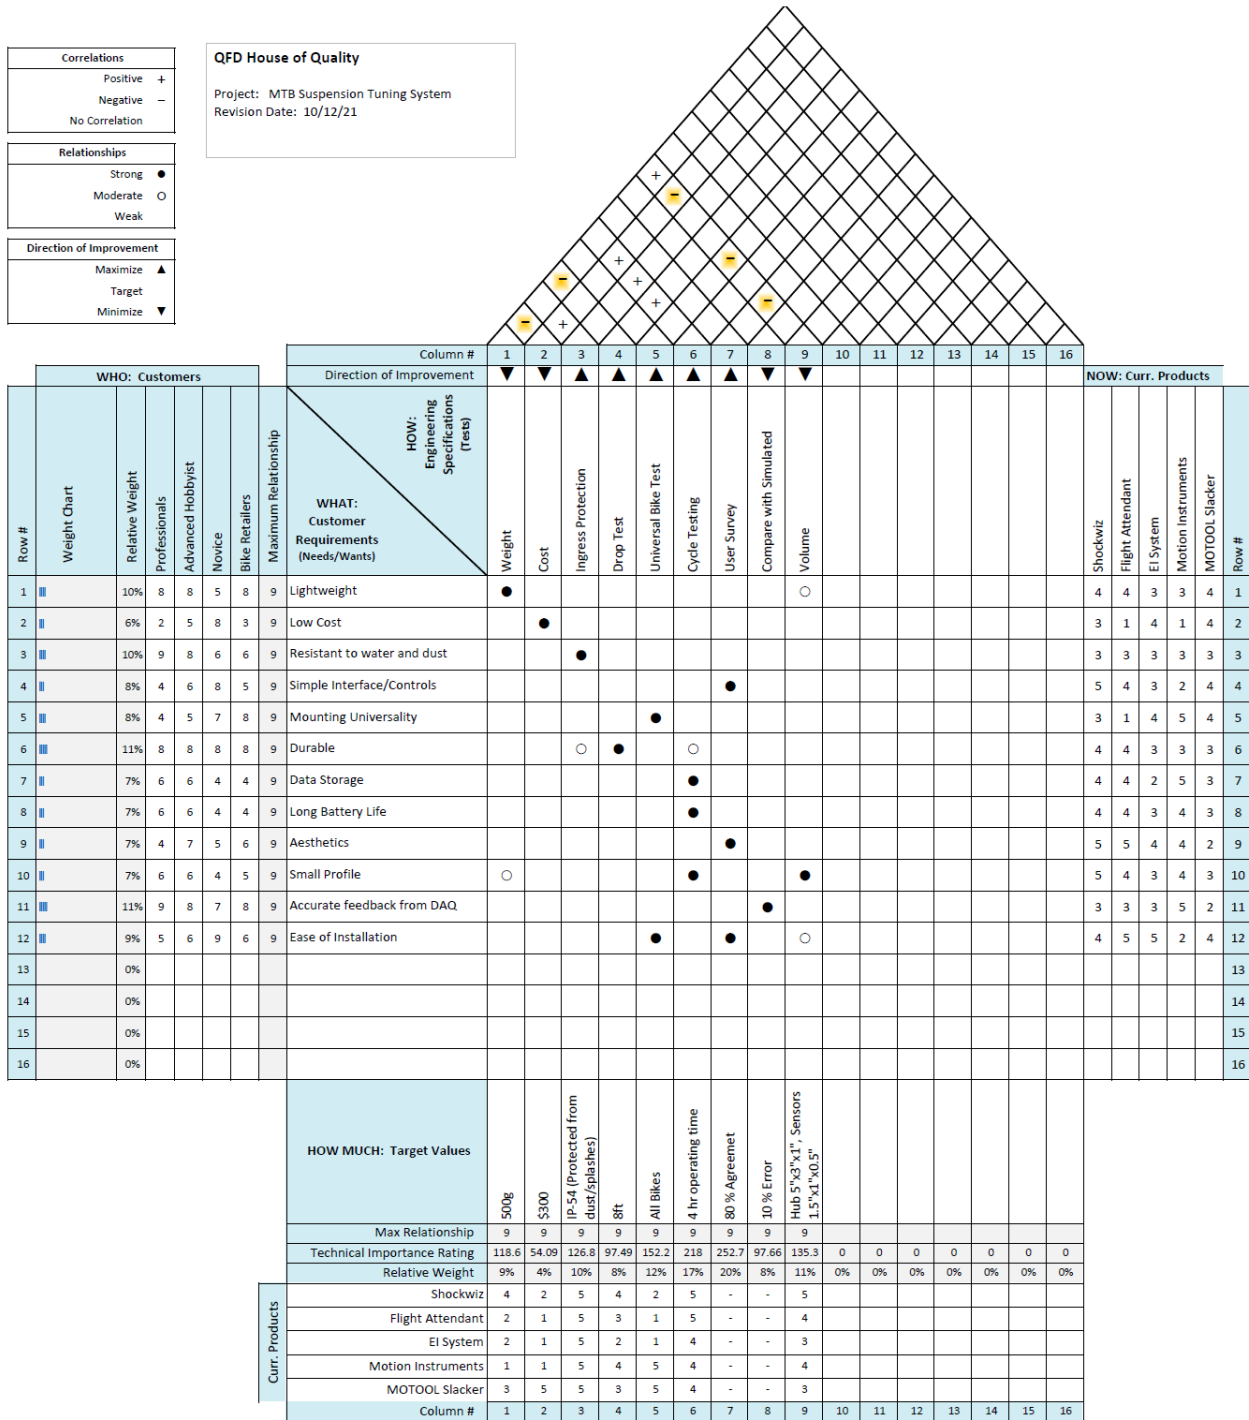 Correlations
Positive +
Negative −
No Correlation
Relationships
Strong ●
Moderate ○
Weak
Direction of Improvement
Maximize ▲
Target
Minimize ▼
QFD House of Quality
Project: MTB Suspension Tuning System
Revision Date: 10/12/21
+
−
+ −
− +
+ −
− +
Column # 1 2 3 4 5 6 7 8 9 10 11 12 13 14 15 16
WHO: Customers
Direction of Improvement ▼ ▼ ▲ ▲ ▲ ▲ ▲ ▼ ▼
NOW: Curr. Products
Row #
Weight Chart
Relative Weight
Professionals
Advanced Hobbyist
Novice
Bike Retailers
Maximum Relationship
HOW:
Engineering
Specifications
(Tests)
WHAT:
Customer
Requirements
(Needs/Wants)
Weight
Cost
Ingress Protection
Drop Test
Universal Bike Test
Cycle Testing
User Survey
Compare with Simulated
Volume
Shockwiz
Flight Attendant
EI System
Motion Instruments
MOTOOL Slacker
Row #
1 10% 8 8 5 8 9 Lightweight ● ○ 4 4 3 3 4 1
2 6% 2 5 8 3 9 Low Cost ● 3 1 4 1 4 2
3 10% 9 8 6 6 9 Resistant to water and dust ● 3 3 3 3 3 3
4 8% 4 6 8 5 9 Simple Interface/Controls ● 5 4 3 2 4 4
5 8% 4 5 7 8 9 Mounting Universality ● 3 1 4 5 4 5
6 11% 8 8 8 8 9 Durable ○ ● ○ 4 4 3 3 3 6
7 7% 6 6 4 4 9 Data Storage ● 4 4 2 5 3 7
8 7% 6 6 4 4 9 Long Battery Life ● 4 4 3 4 3 8
9 7% 4 7 5 6 9 Aesthetics ● 5 5 4 4 2 9
10 7% 6 6 4 5 9 Small Profile ○ ● ● 5 4 3 4 3 10
11 11% 9 8 7 8 9 Accurate feedback from DAQ ● 3 3 3 5 2 11
12 9% 5 6 9 6 9 Ease of Installation ● ● ○ 4 5 5 2 4 12
13 0% 13
14 0% 14
15 0% 15
16 0% 16
HOW MUCH: Target Values
500g
$300
IP-54 (Protected from
dust/splashes)
8ft
All Bikes
4 hr operating time
80 % Agreemet
10 % Error
Hub 5"x3"x1", Sensors
1.5"x1"x0.5"
Max Relationship 9 9 9 9 9 9 9 9 9
Technical Importance Rating 118.6 54.09 126.8 97.49 152.2 218 252.7 97.66 135.3 0 0 0 0 0 0 0
Relative Weight 9% 4% 10% 8% 12% 17% 20% 8% 11% 0% 0% 0% 0% 0% 0% 0%
Curr. Products
Shockwiz 4 2 5 4 2 5 - - 5
Flight Attendant 2 1 5 3 1 5 - - 4
EI System 2 1 5 2 1 4 - - 3
Motion Instruments 1 1 5 4 5 4 - - 4
MOTOOL Slacker 3 5 5 3 5 4 - - 3
Column # 1 2 3 4 5 6 7 8 9 10 11 12 13 14 15 16